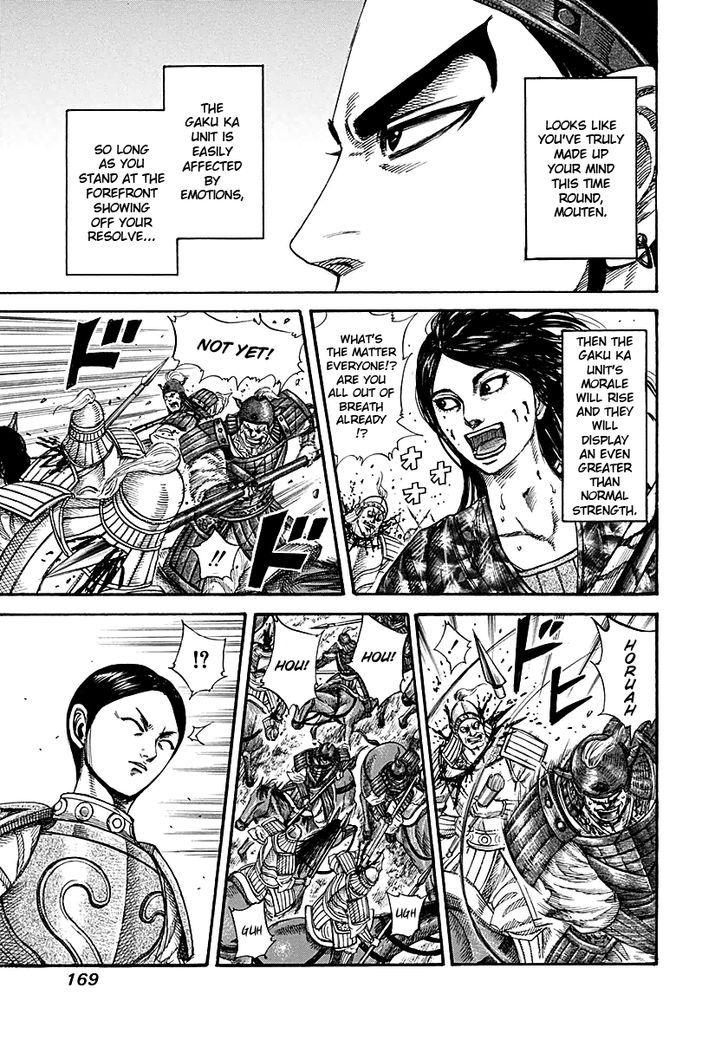 LOOKS LIKE
YOU'VE TRULY
MADE UP
YOUR MIND
THIS TIME
ROUND,
MOUTEN.
THE
GAKU KA
UNIT IS
EASILY
AFFECTED
BY
EMOTIONS,
SO LONG
AS YOU
STAND AT THE
FOREFRONT
SHOWING
OFF YOUR
RESOLVE...
THEN THE
GAKU KA
UNIT'S
MORALE
WILL RISE
AND THEY
WILL
DISPLAY
AN EVEN
GREATER
THAN
NORMAL
STRENGTH.
WHAT'S
THE MATTER
EVERYONE!?
ARE YOU
ALL OUT OF
BREATH
ALREADY
!?
オオオ
NOT YET!
ドドド
!!
HORUAH
ドド
HOU!
HOU!
UGH
GUH
!?
169